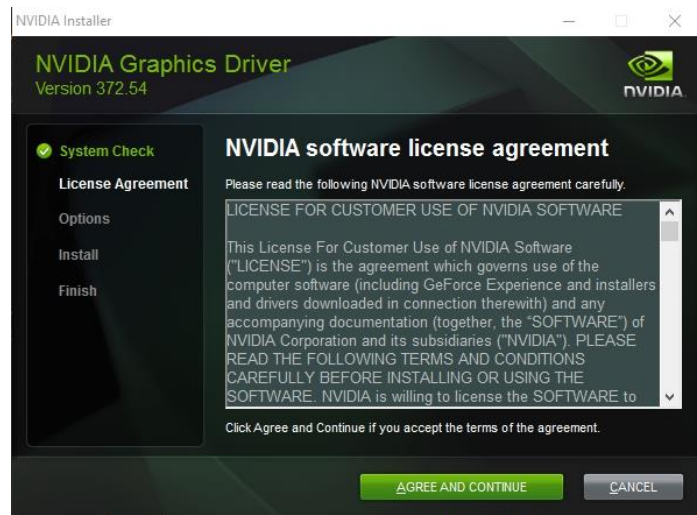 NVIDIA Installer
NVIDIA Graphics Driver
Version 372.54
NVIDIA.
System Check
License Agreement
Options
Install
Finish
NVIDIA software license agreement
Please read the following NVIDIA software license agreement carefully.
LICENSE FOR CUSTOMER USE OF NVIDIA SOFTWARE
This License For Customer Use of NVIDIA Software
("LICENSE") is the agreement which governs use of the
computer software (including GeForce Experience and installers
and drivers downloaded in connection therewith) and any
accompanying documentation (together, the “SOFTWARE”) of
NVIDIA Corporation and its subsidiaries ("NVIDIA"). PLEASE
READ THE FOLLOWING TERMS AND CONDITIONS
CAREFULLY BEFORE INSTALLING OR USING THE
SOFTWARE. NVIDIA is willing to license the SOFTWARE to
Click Agree and Continue if you accept the terms of the agreement.
AGREE AND CONTINUE
CANCEL